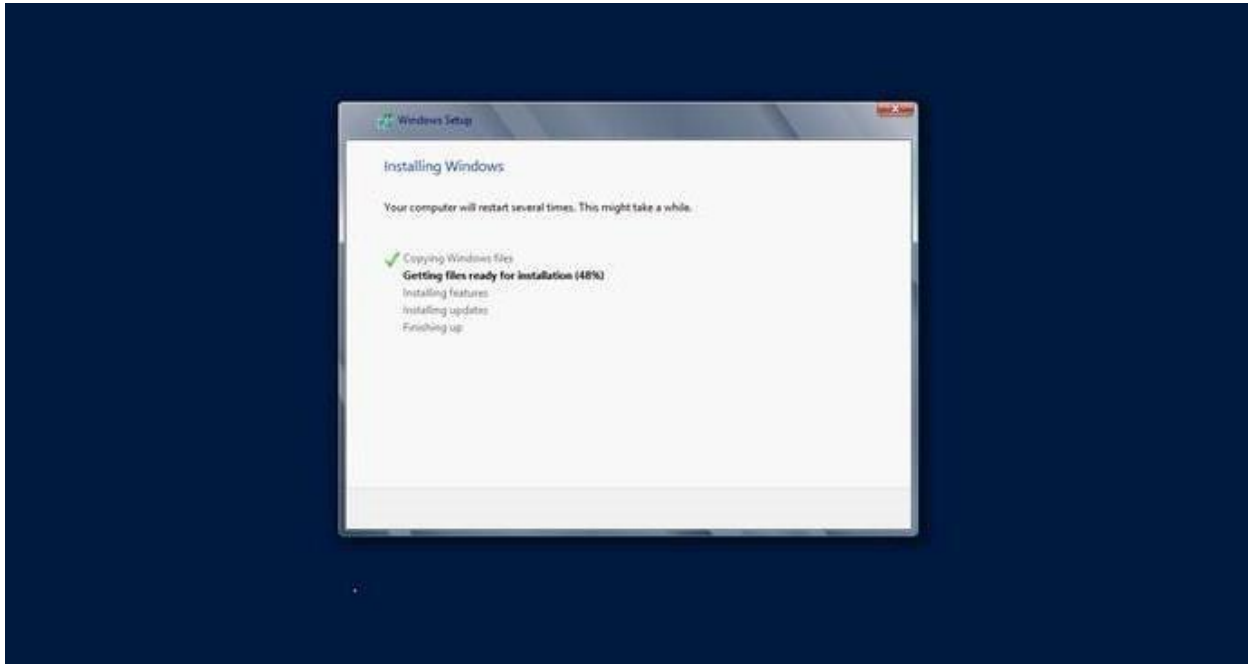 Windows Setup
Installing Windows
Your computer will restart several times. This might take a while.
Copying Windows files
Getting files ready for installation (48%)
Installing features
Installing updates
Finishing up